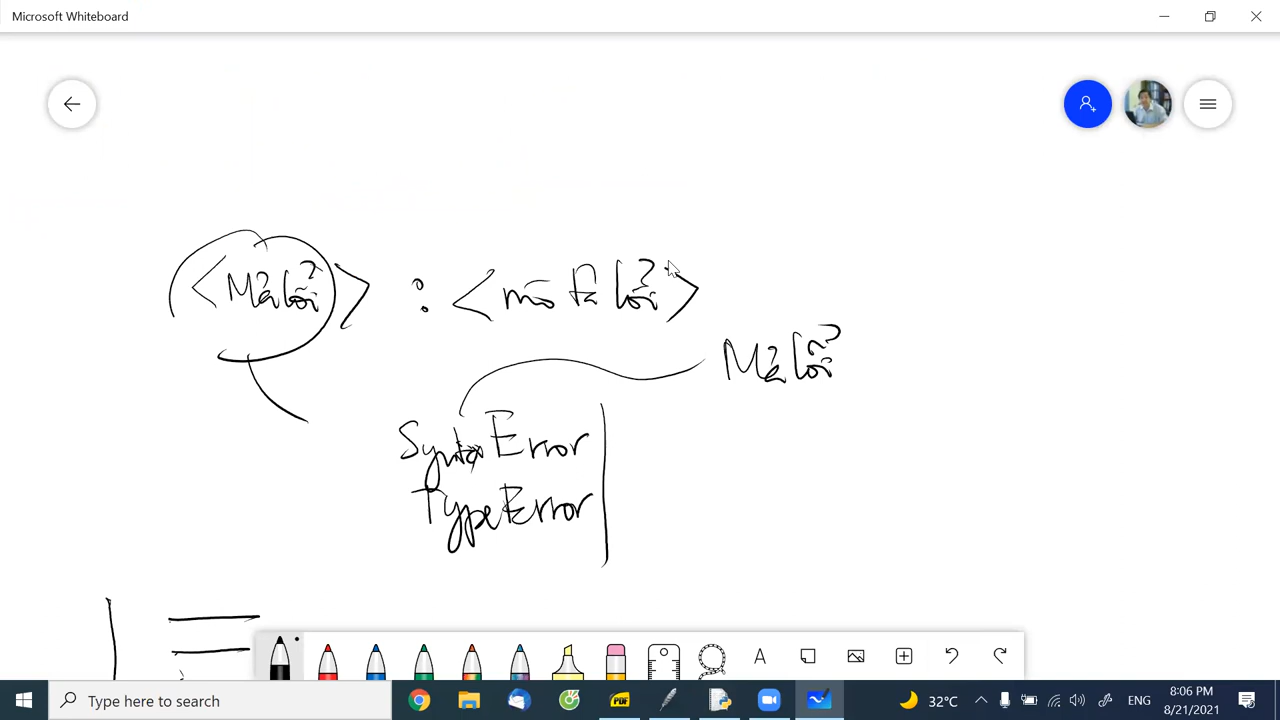 Microsoft Whiteboard
<Mã lỗi> : <mô tả lỗi>
Mã lỗi
SyntaxError
TypeError
A
Type here to search
PDF
32°C
ENG
8:06 PM
8/21/2021